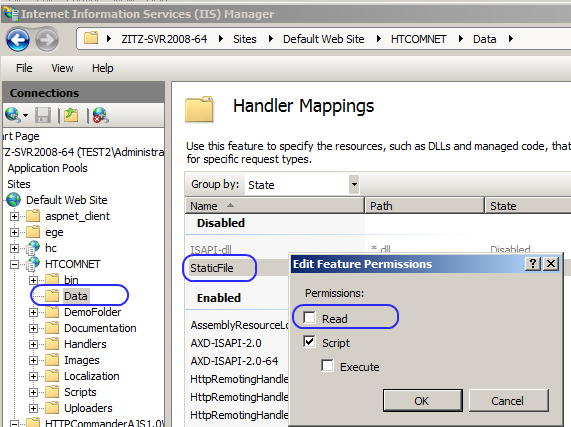 Internet Information Services (IIS) Manager
ZITZ-SVR2008-64 Sites Default Web Site HTCOMNET Data
File View Help
Connections
art Page
TZ-SVR2008-64 (TEST2\Administra
Application Pools
Sites
Default Web Site
aspnet_client
ege
hc
HTCOMNET
bin
Data
DemoFolder
Documentation
Handlers
Images
Localization
Scripts
Uploaders
HTTPCommanderAJS1.0\
Handler Mappings
Use this feature to specify the resources, such as DLLs and managed code, that
for specific request types.
Group by: State
Name Path State
Disabled
ISAPI-dll *.dll Disabled
StaticFile
Enabled
AssemblyResourceLo
AXD-ISAPI-2.0
AXD-ISAPI-2.0-64
HttpRemotingHandle
HttpRemotingHandle
HttpRemotingHandle
Edit Feature Permissions
Permissions:
Read
Script
Execute
OK Cancel